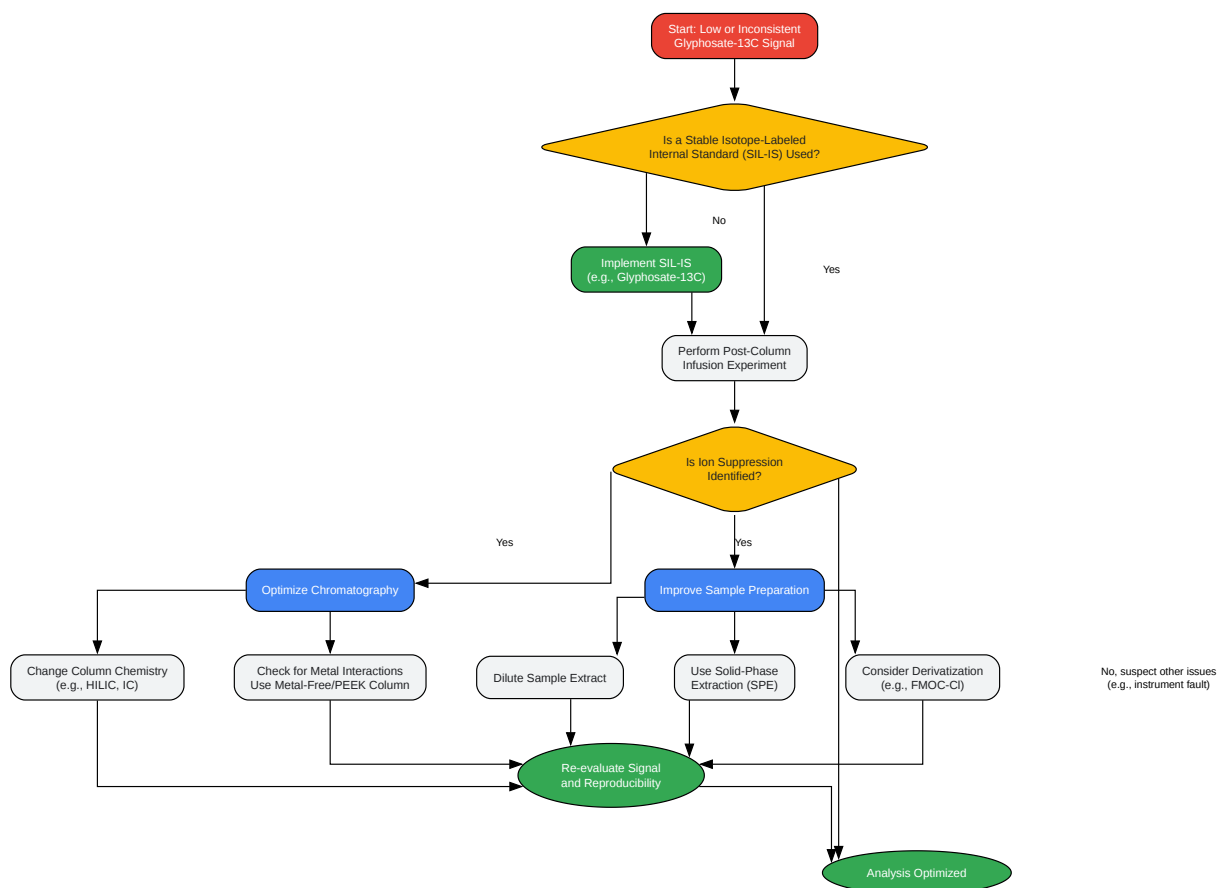 Start: Low or Inconsistent
Glyphosate-13C Signal
Is a Stable Isotope-Labeled
Internal Standard (SIL-IS) Used?
No
Implement SIL-IS
(e.g., Glyphosate-13C)
Yes
Perform Post-Column
Infusion Experiment
Is Ion Suppression
Identified?
Yes
Yes
Optimize Chromatography
Improve Sample Preparation
Change Column Chemistry
(e.g., HILIC, IC)
Check for Metal Interactions
Use Metal-Free/PEEK Column
Dilute Sample Extract
Use Solid-Phase
Extraction (SPE)
Consider Derivatization
(e.g., FMOC-Cl)
No, suspect other issues
(e.g., instrument fault)
Re-evaluate Signal
and Reproducibility
Analysis Optimized